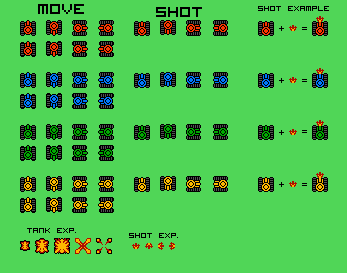 MOVE
SHOT
SHOT EXAMPLE
+ =
+ =
+ =
+ =
TANK EXP.
SHOT EXP.